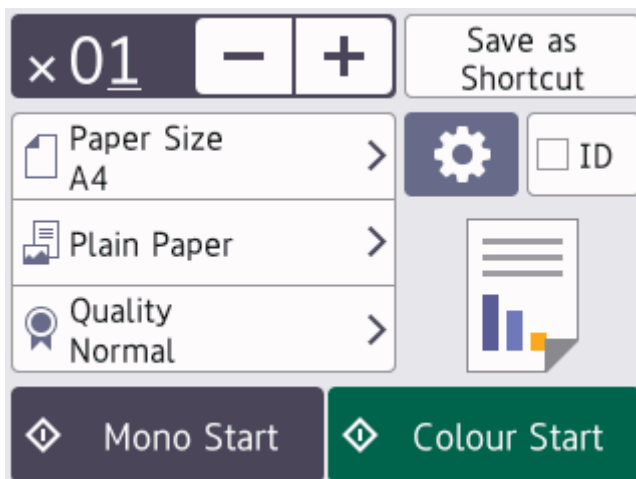 ×01
Save as
Shortcut
Paper Size
A4
ID
Plain Paper
Quality
Normal
Mono Start
Colour Start